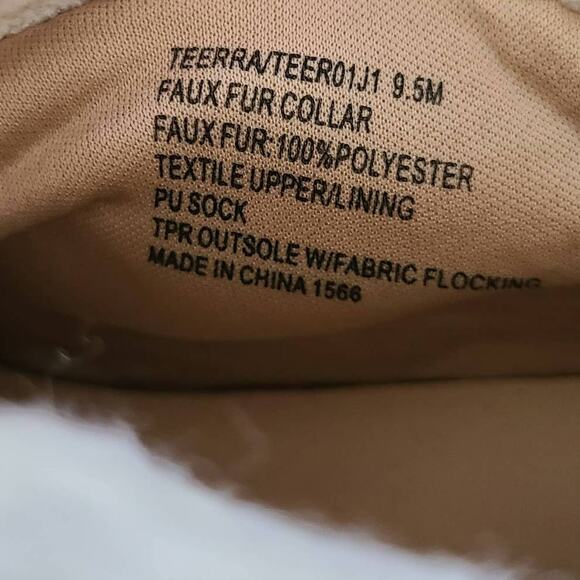 TEERRA/TEER01J1 9.5M
FAUX FUR COLLAR
FAUX FUR:100%POLYESTER
TEXTILE UPPER/LINING
PU SOCK
TPR OUTSOLE W/FABRIC FLOCKING
MADE IN CHINA 1566